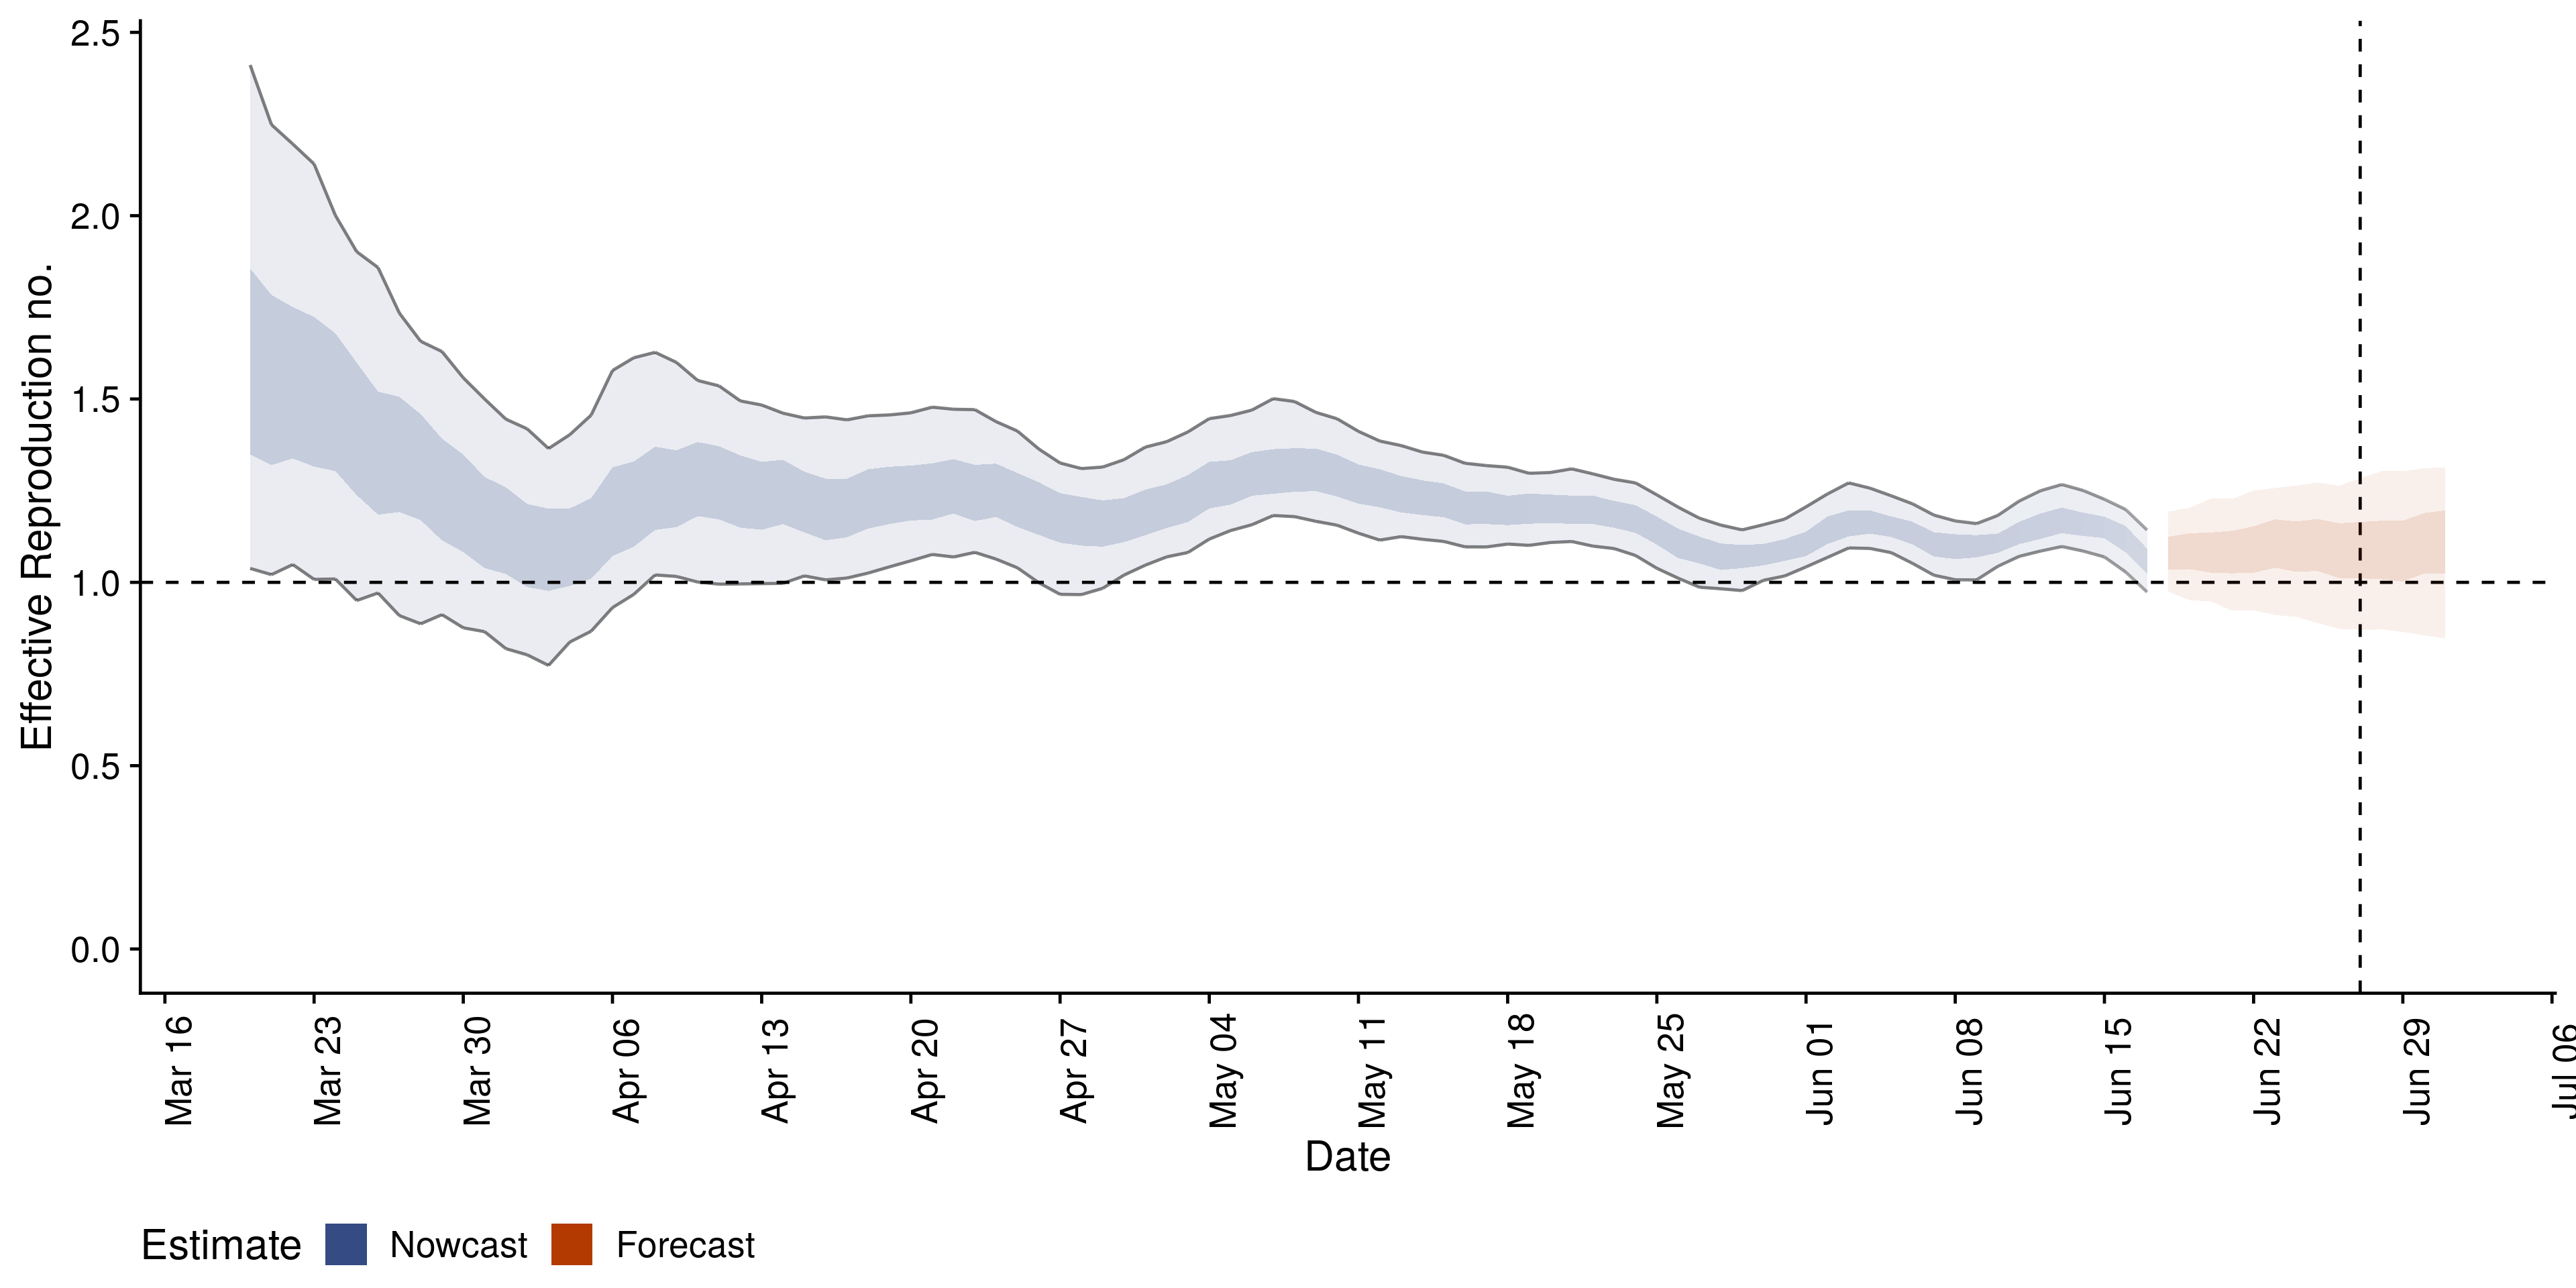 Effective Reproduction no.
2.5
2.0
1.5
1.0
0.5
0.0
Mar 16
Mar 23
Mar 30
Apr 06
Apr 13
Apr 20
Apr 27
May 04
May 11
May 18
May 25
Jun 01
Jun 08
Jun 15
Jun 22
Jun 29
Jul 06
Date
Estimate Nowcast Forecast